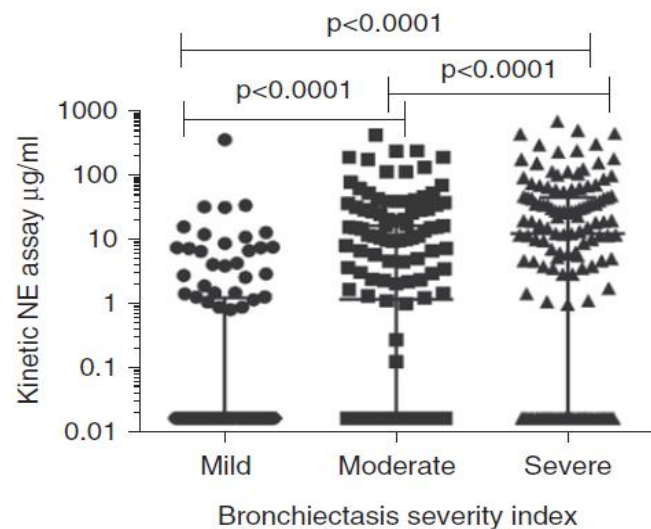 p<0.0001
p<0.0001
p<0.0001
1000
100
10
1
0.1
0.01
Kinetic NE assay μg/ml
Mild Moderate Severe
Bronchiectasis severity index